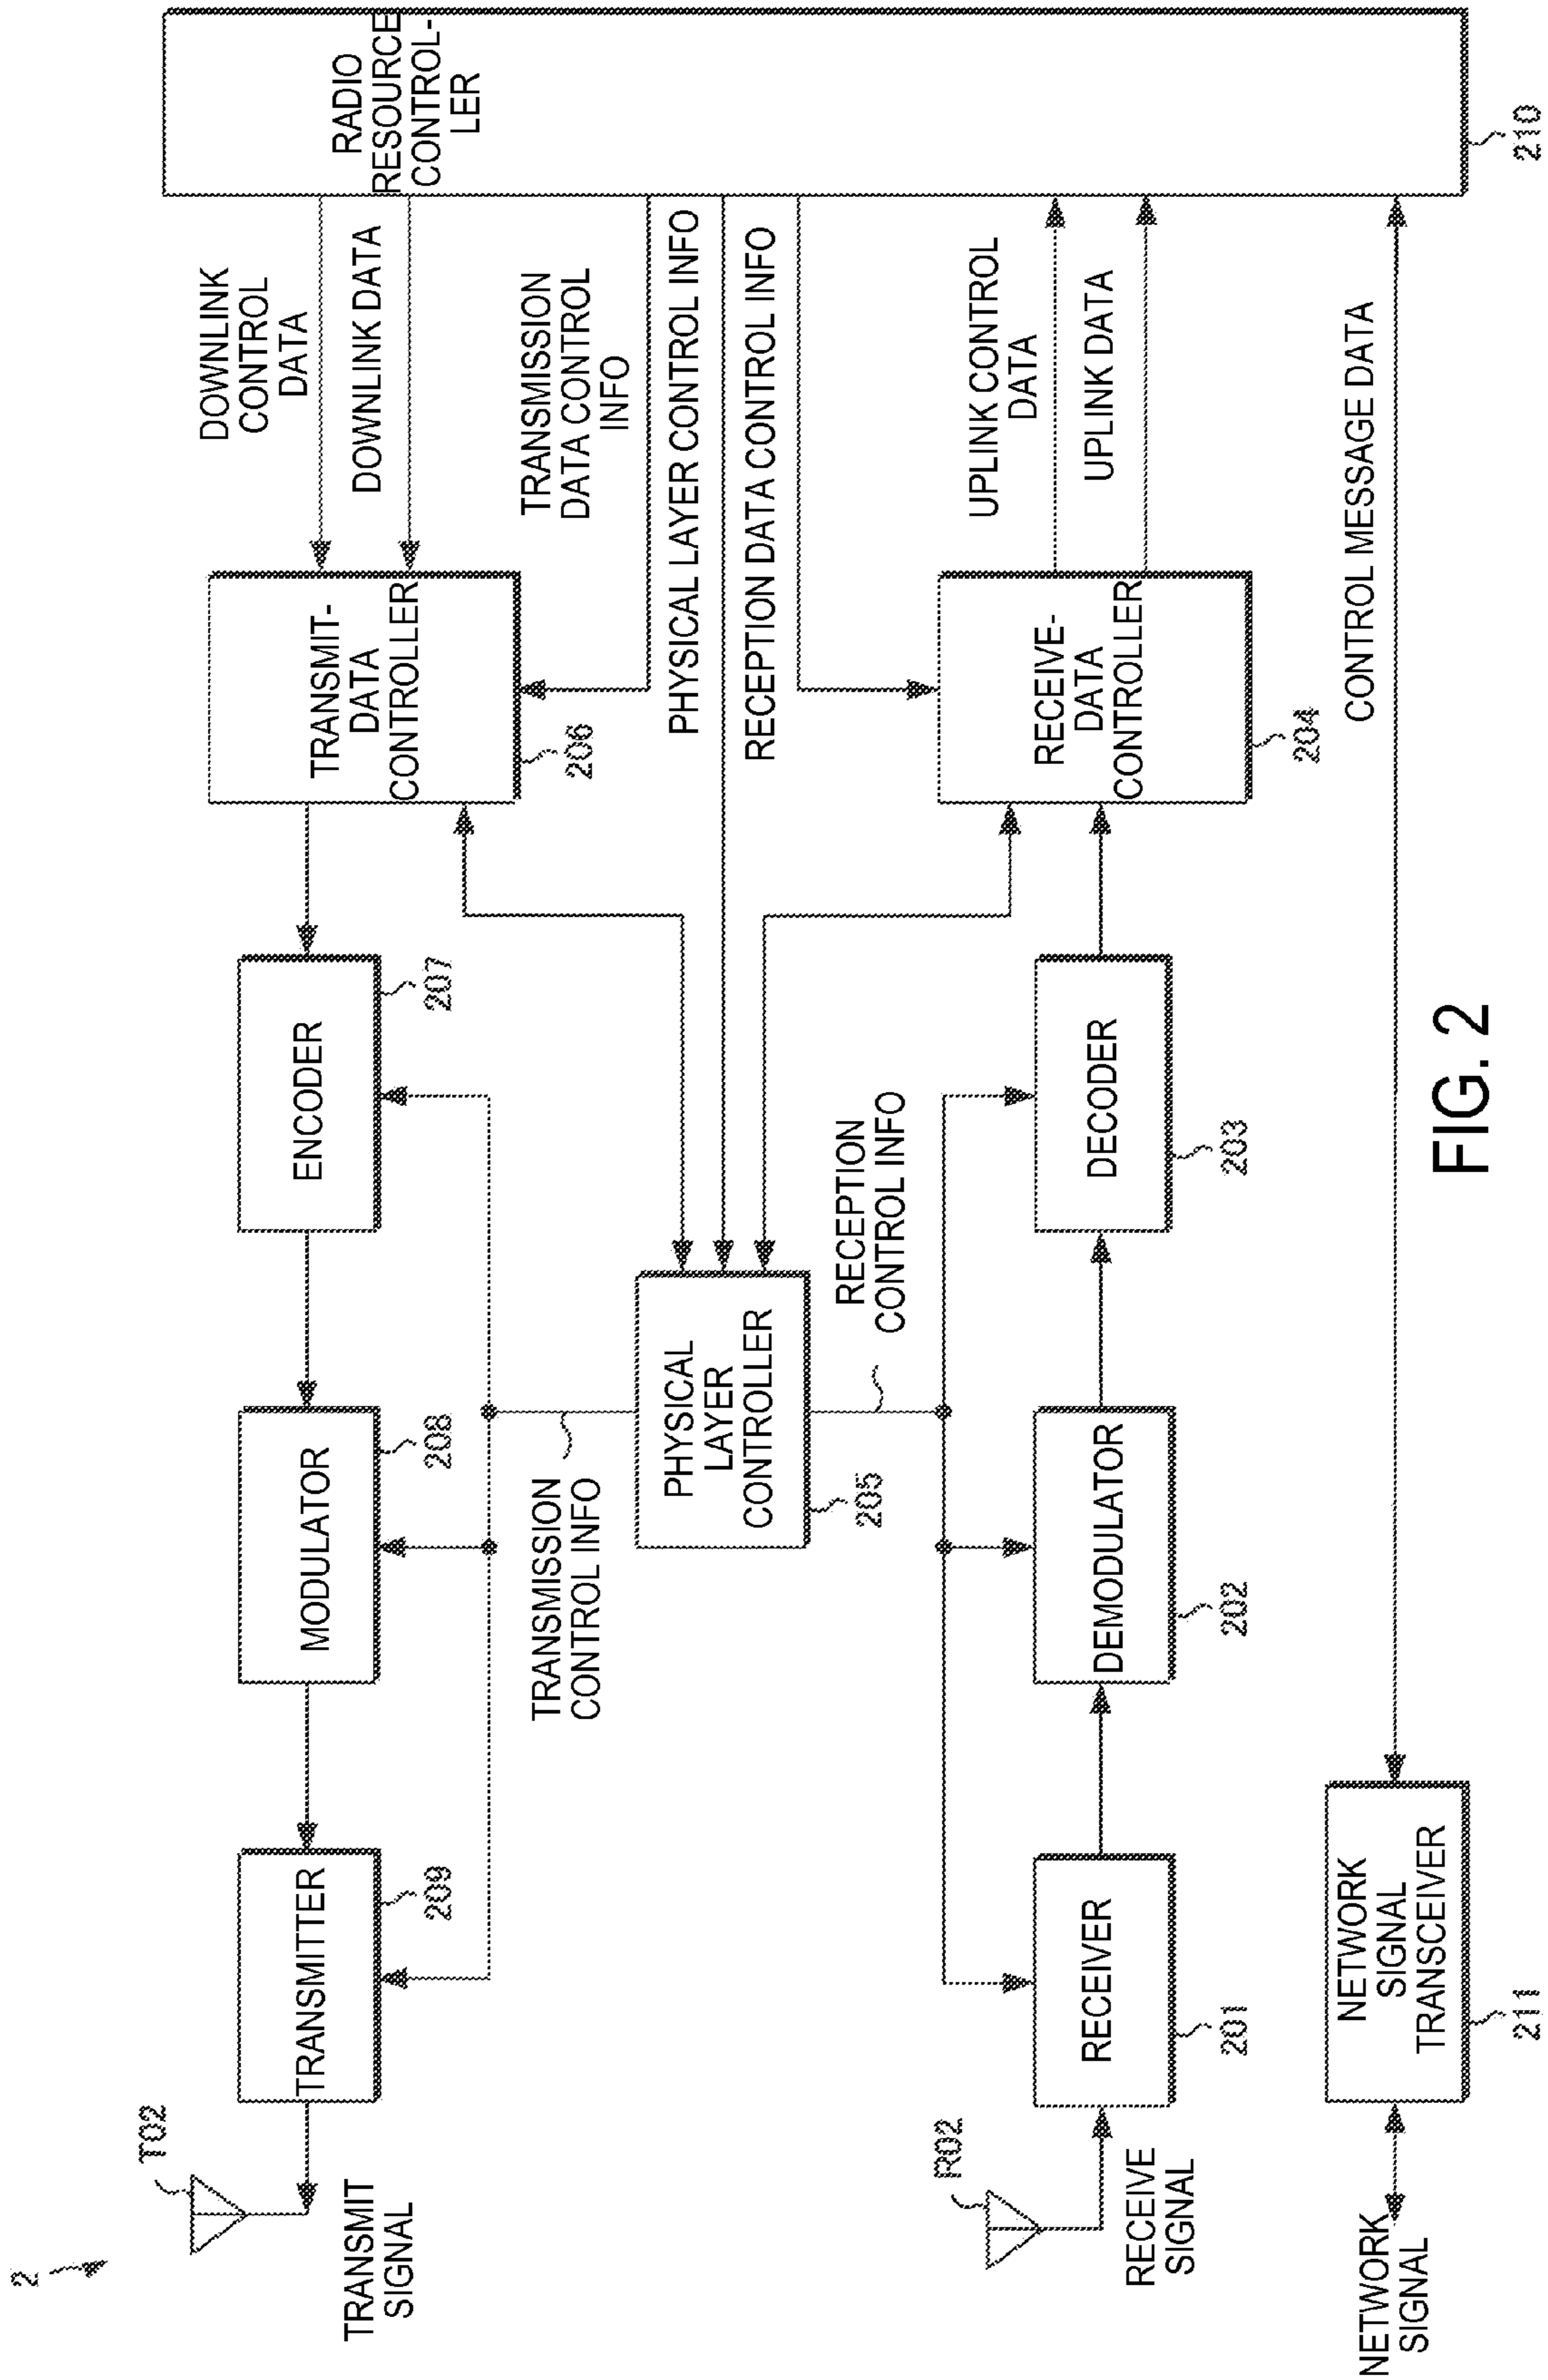 2
T02
TRANSMIT
SIGNAL
TRANSMITTER
209
MODULATOR
208
ENCODER
207
TRANSMIT-
DATA
CONTROLLER
206
DOWNLINK
CONTROL
DATA
DOWNLINK DATA
RADIO
RESOURCE
CONTROL-
LER
210
TRANSMISSION
DATA CONTROL
INFO
PHYSICAL LAYER CONTROL INFO
RECEPTION DATA CONTROL INFO
TRANSMISSION
CONTROL INFO
PHYSICAL
LAYER
CONTROLLER
205
RECEPTION
CONTROL INFO
R02
RECEIVE
SIGNAL
RECEIVER
201
DEMODULATOR
202
DECODER
203
RECEIVE-
DATA
CONTROLLER
204
UPLINK CONTROL
DATA
UPLINK DATA
NETWORK
SIGNAL
NETWORK
SIGNAL
TRANSCEIVER
211
CONTROL MESSAGE DATA
FIG. 2